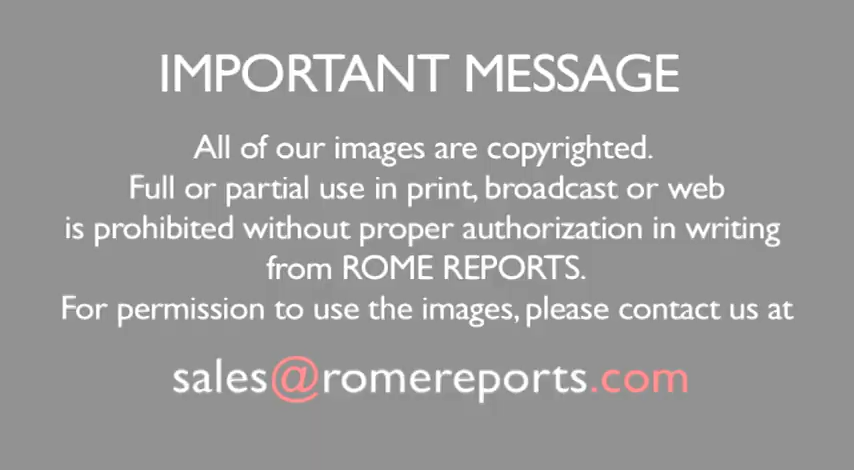 IMPORTANT MESSAGE
All of our images are copyrighted.
Full or partial use in print, broadcast or web
is prohibited without proper authorization in writing
from ROME REPORTS.
For permission to use the images, please contact us at
sales@romereports.com